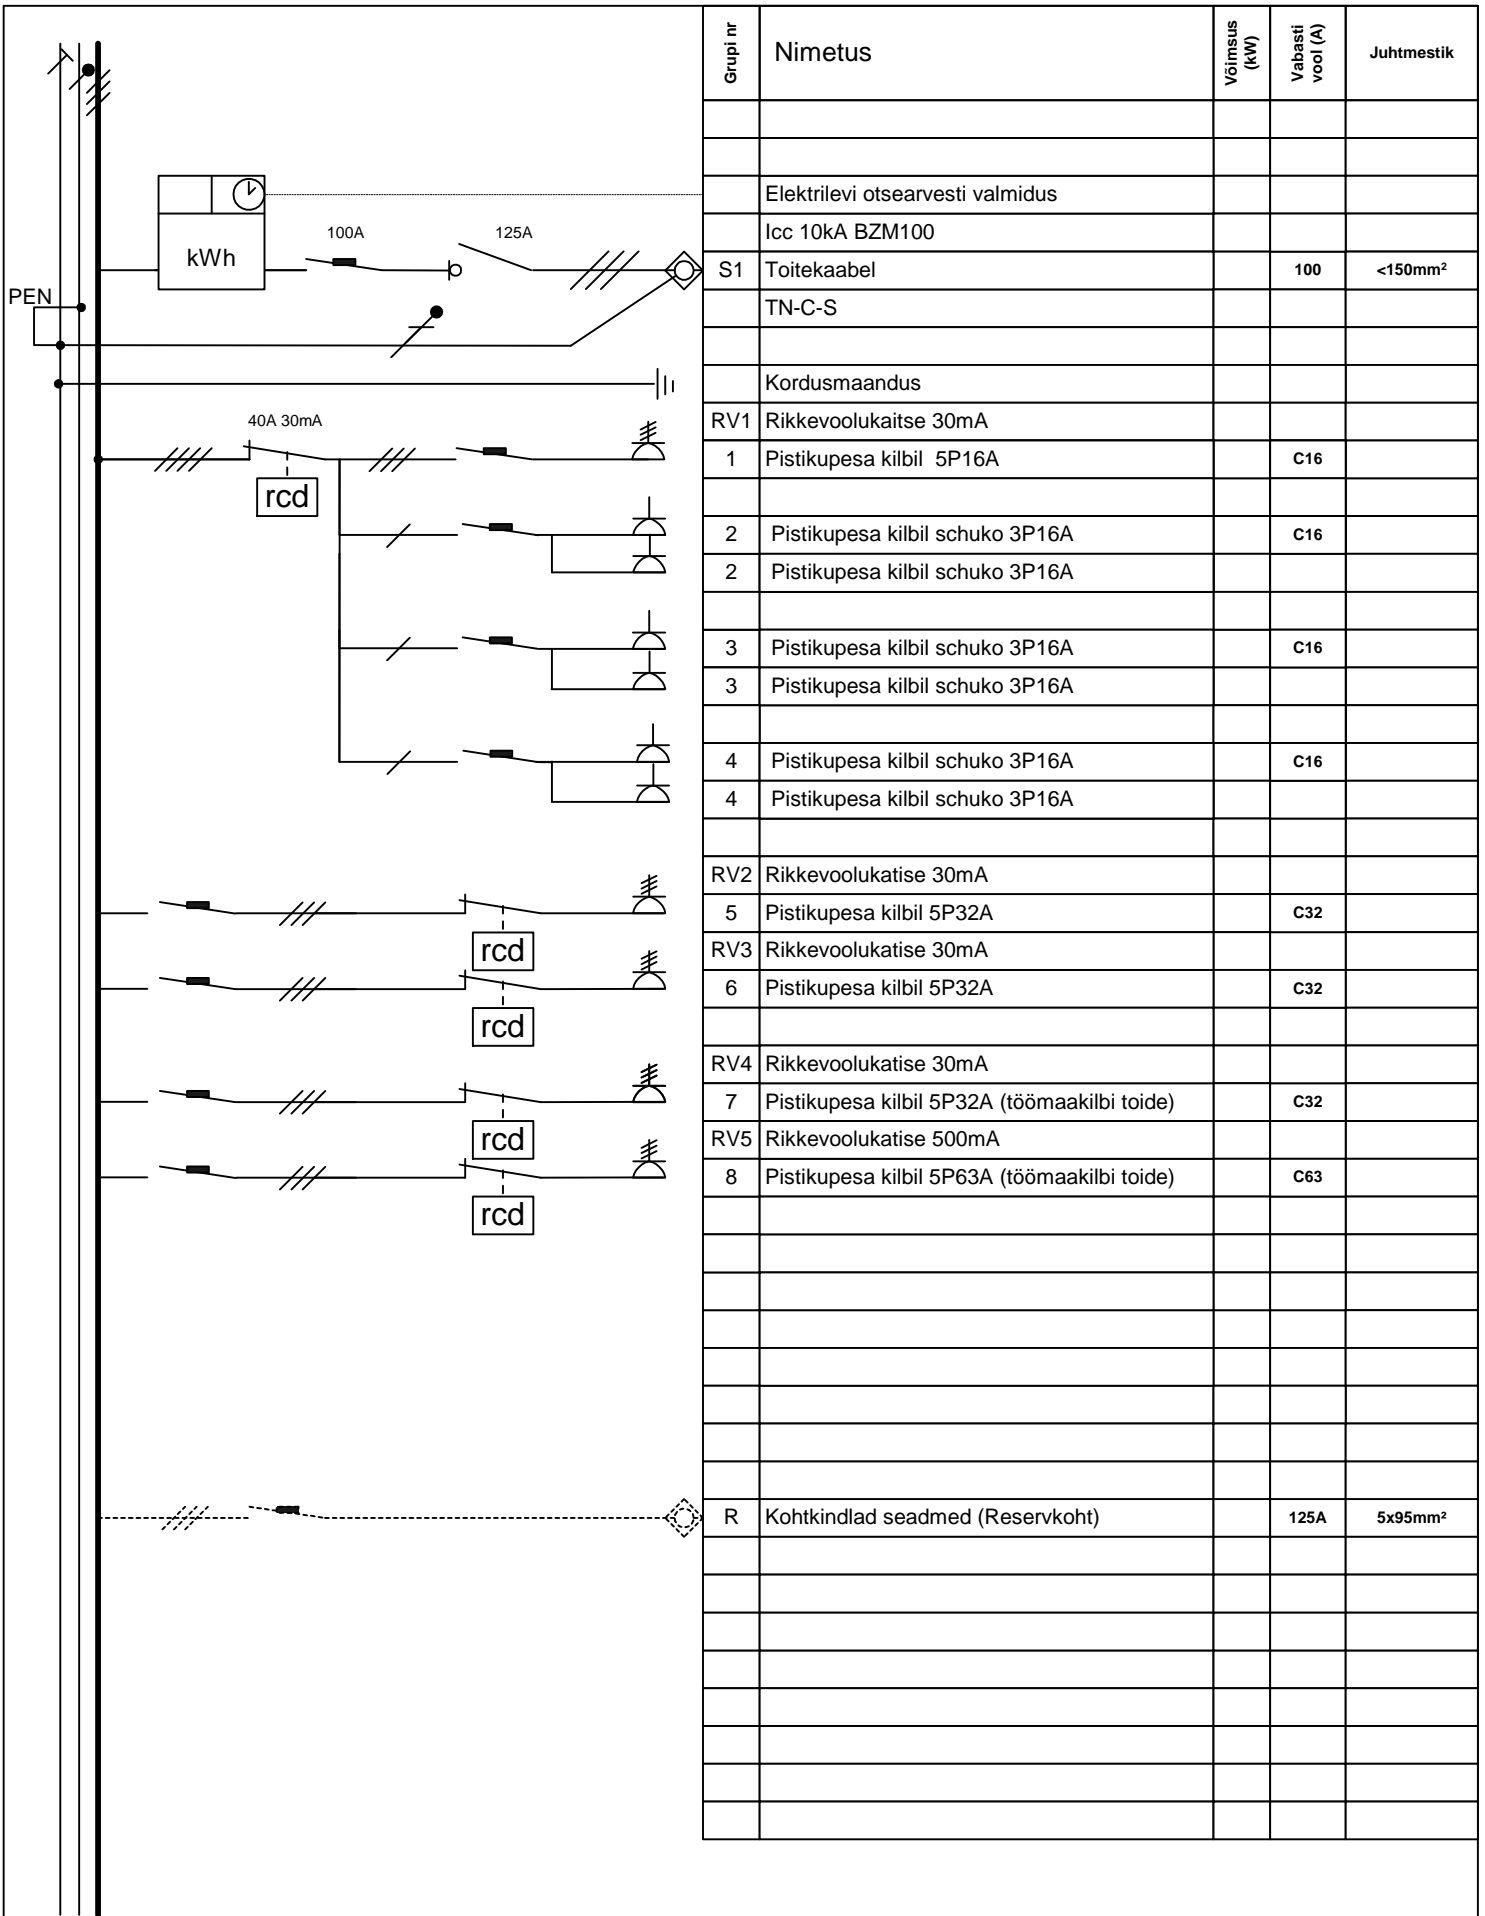 Grupi nr Nimetus Võimsus (kW) Vabasti vool (A) Juhtmestik
Elektrilevi otsearvesti valmidus
100A 125A Icc 10kA BZM100
kWh S1 Toitekaabel 100 <150mm²
PEN TN-C-S
Kordusmaandus
40A 30mA RV1 Rikkevoolukaitse 30mA
1 Pistikupesa kilbil 5P16A C16
rcd
2 Pistikupesa kilbil schuko 3P16A C16
2 Pistikupesa kilbil schuko 3P16A
3 Pistikupesa kilbil schuko 3P16A C16
3 Pistikupesa kilbil schuko 3P16A
4 Pistikupesa kilbil schuko 3P16A C16
4 Pistikupesa kilbil schuko 3P16A
RV2 Rikkevoolukatise 30mA
5 Pistikupesa kilbil 5P32A C32
rcd RV3 Rikkevoolukatise 30mA
6 Pistikupesa kilbil 5P32A C32
rcd
RV4 Rikkevoolukatise 30mA
7 Pistikupesa kilbil 5P32A (töömaakilbi toide) C32
rcd RV5 Rikkevoolukatise 500mA
8 Pistikupesa kilbil 5P63A (töömaakilbi toide) C63
rcd
R Kohtkindlad seadmed (Reservkoht) 125A 5x95mm²